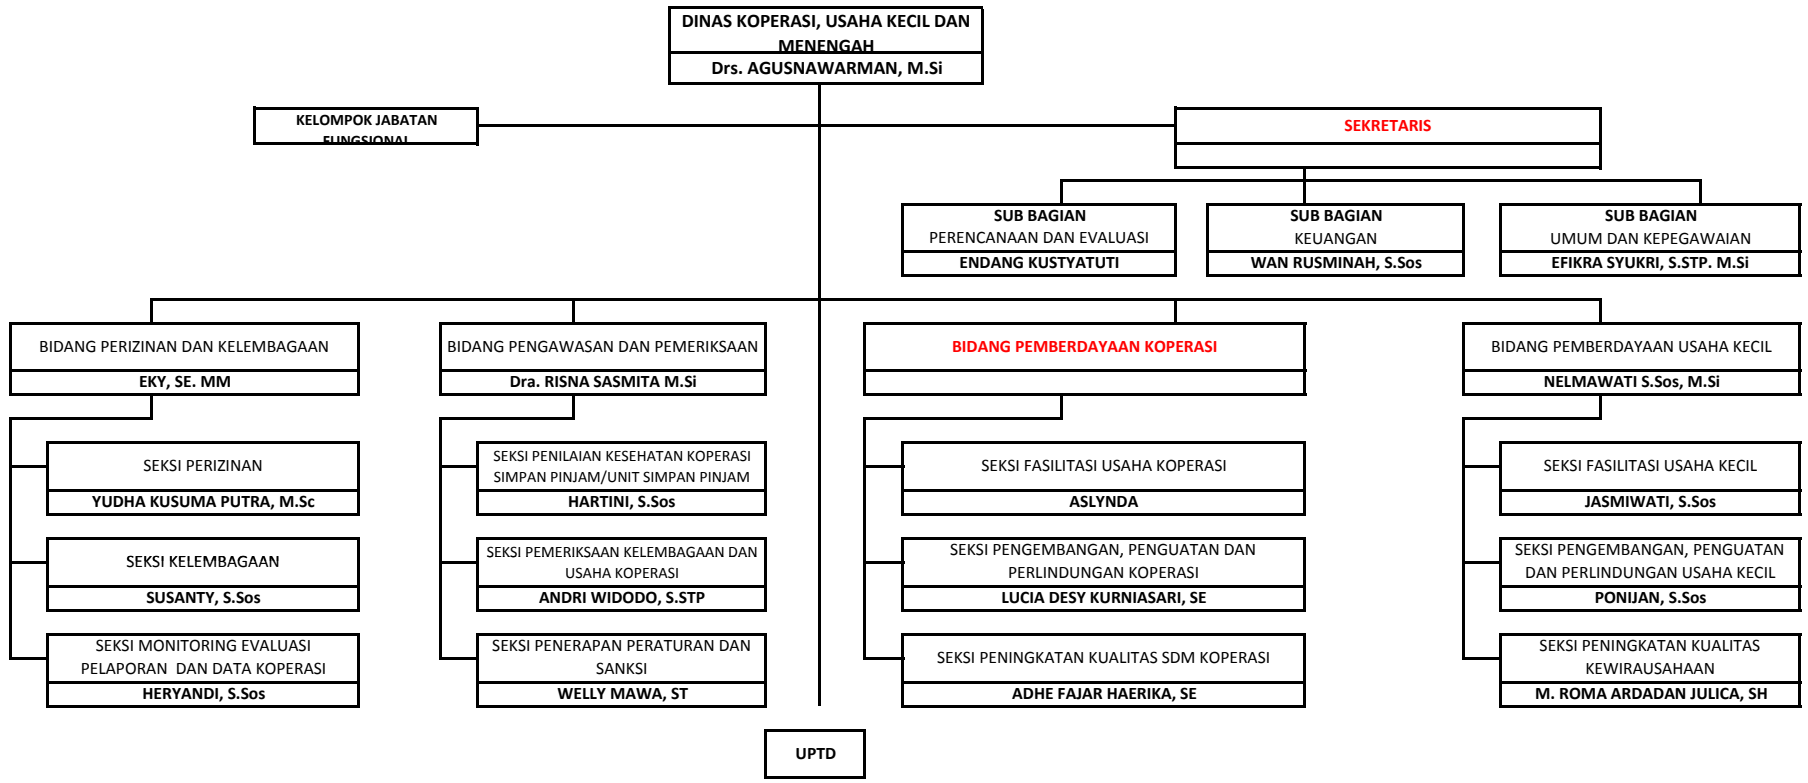 DINAS KOPERASI, USAHA KECIL DAN
MENENGAH
Drs. AGUSNAWARMAN, M.Si
KELOMPOK JABATAN
FUNGSIONAL
SEKRETARIS
SUB BAGIAN
PERENCANAAN DAN EVALUASI
ENDANG KUSTYATUTI
SUB BAGIAN
KEUANGAN
WAN RUSMINAH, S.Sos
SUB BAGIAN
UMUM DAN KEPEGAWAIAN
EFIKRA SYUKRI, S.STP. M.Si
BIDANG PERIZINAN DAN KELEMBAGAAN
EKY, SE. MM
SEKSI PERIZINAN
YUDHA KUSUMA PUTRA, M.Sc
SEKSI KELEMBAGAAN
SUSANTY, S.Sos
SEKSI MONITORING EVALUASI
PELAPORAN  DAN DATA KOPERASI
HERYANDI, S.Sos
BIDANG PENGAWASAN DAN PEMERIKSAAN
Dra. RISNA SASMITA M.Si
SEKSI PENILAIAN KESEHATAN KOPERASI
SIMPAN PINJAM/UNIT SIMPAN PINJAM
HARTINI, S.Sos
SEKSI PEMERIKSAAN KELEMBAGAAN DAN
USAHA KOPERASI
ANDRI WIDODO, S.STP
SEKSI PENERAPAN PERATURAN DAN
SANKSI
WELLY MAWA, ST
BIDANG PEMBERDAYAAN KOPERASI
SEKSI FASILITASI USAHA KOPERASI
ASLYNDA
SEKSI PENGEMBANGAN, PENGUATAN DAN
PERLINDUNGAN KOPERASI
LUCIA DESY KURNIASARI, SE
SEKSI PENINGKATAN KUALITAS SDM KOPERASI
ADHE FAJAR HAERIKA, SE
BIDANG PEMBERDAYAAN USAHA KECIL
NELMAWATI S.Sos, M.Si
SEKSI FASILITASI USAHA KECIL
JASMIWATI, S.Sos
SEKSI PENGEMBANGAN, PENGUATAN
DAN PERLINDUNGAN USAHA KECIL
PONIJAN, S.Sos
SEKSI PENINGKATAN KUALITAS
KEWIRAUSAHAAN
M. ROMA ARDADAN JULICA, SH
UPTD